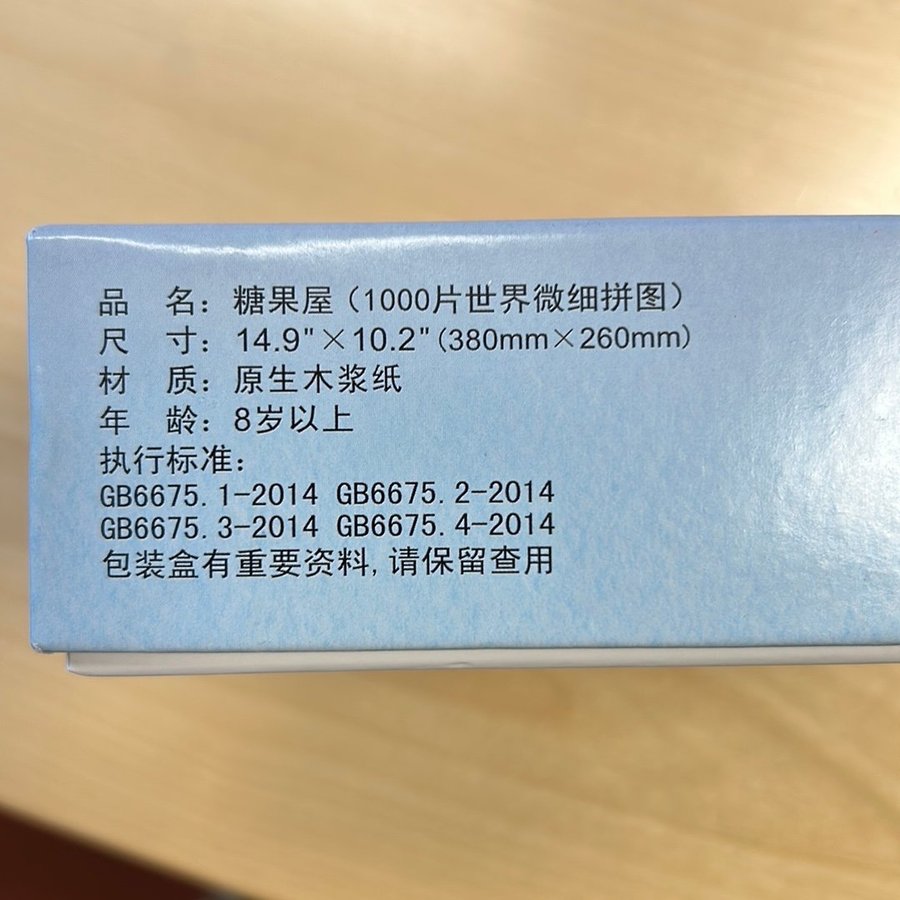 品　名：糖果屋（1000片世界微细拼图）
尺　寸：14.9"×10.2"(380mm×260mm)
材　质：原生木浆纸
年　龄：8岁以上
执行标准：
GB6675.1-2014 GB6675.2-2014
GB6675.3-2014 GB6675.4-2014
包装盒有重要资料,请保留查用